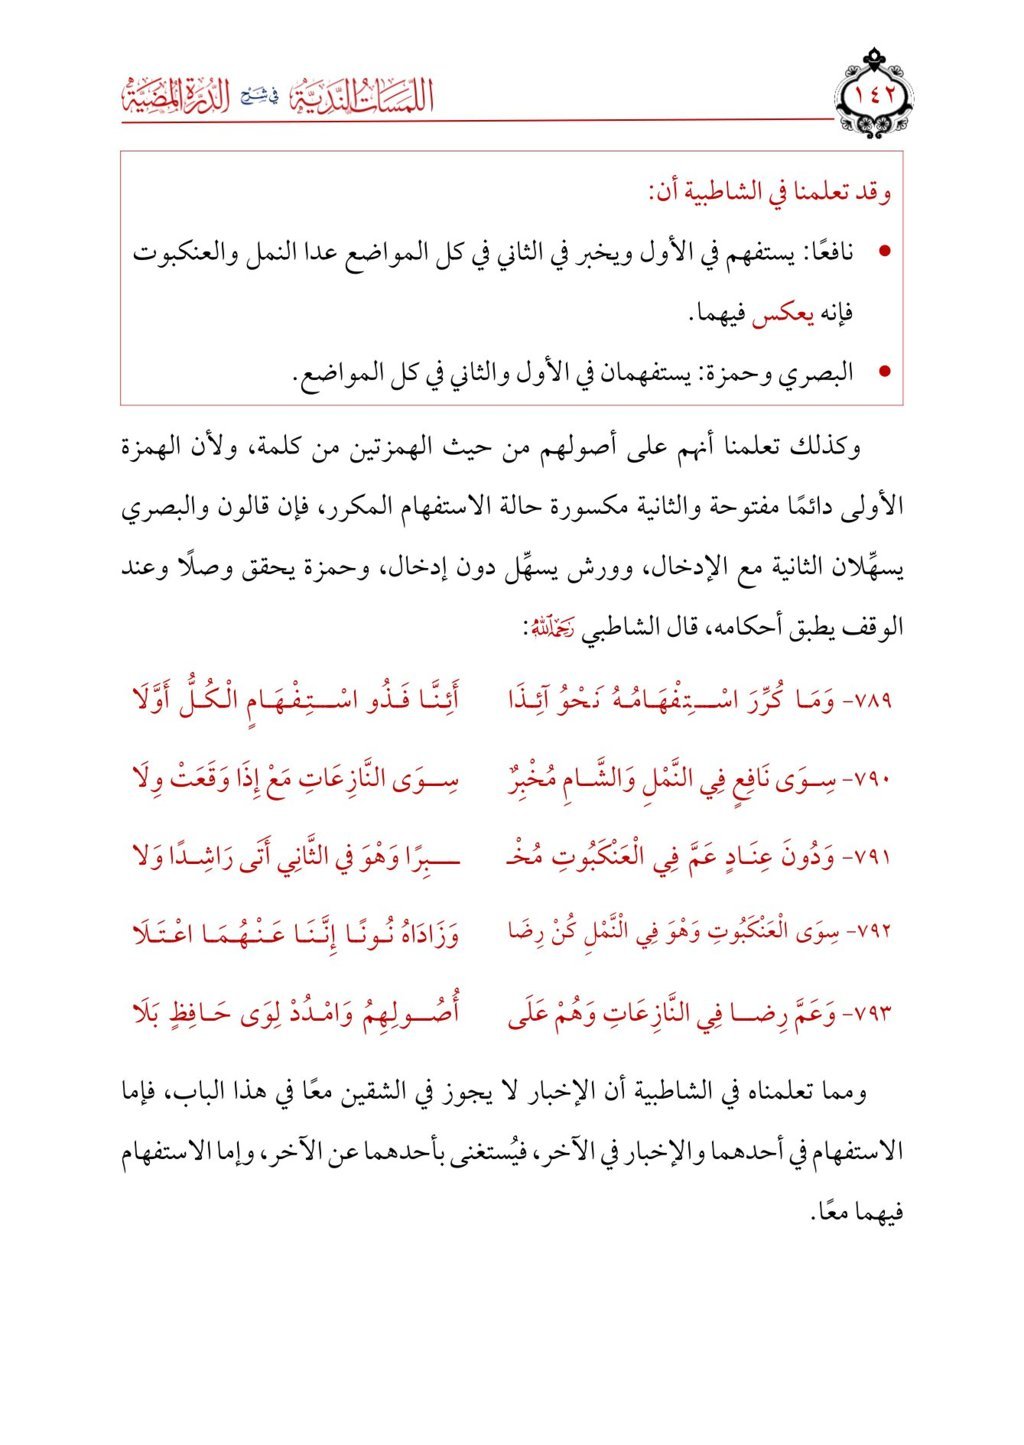 ١٤٢
اللمسات الندية في شرح الدرة المضية
وقد تعلمنا في الشاطبية أن:
• نافعًا: يستفهم في الأول ويخبر في الثاني في كل المواضع عدا النمل والعنكبوت
فإنه يعكس فيهما.
• البصري وحمزة: يستفهمان في الأول والثاني في كل المواضع.
وكذلك تعلمنا أنهم على أصولهم من حيث الهمزتين من كلمة، ولأن الهمزة
الأولى دائمًا مفتوحة والثانية مكسورة حالة الاستفهام المكرر، فإن قالون والبصري
يسهِّلان الثانية مع الإدخال، وورش يسهِّل دون إدخال، وحمزة يحقق وصلًا وعند
الوقف يطبق أحكامه، قال الشاطبي رَحِمَهُ ٱللَّهُ:
٧٨٩- وَمَا كُرِّرَ اسْتِفْهَامُهُ نَحْوُ آئِذَا أَئِنَّا فَذُو اسْتِفْهَامٍ الْكُلُّ أَوَّلَا
٧٩٠- سِوَى نَافِعٍ فِي النَّمْلِ وَالشَّامِ مُخْبِرٌ سِوَى النَّازِعَاتِ مَعْ إِذَا وَقَعَتْ وِلَا
٧٩١- وَدُونَ عِنَادٍ عَمَّ فِي الْعَنْكَبُوتِ مُخْـ ـبِرًا وَهْوَ فِي الثَّانِي أَتَى رَاشِدًا وَلا
٧٩٢- سِوَى الْعَنْكَبُوتِ وَهْوَ فِي الْنَّمْلِ كُنْ رِضَا وَزَادَاهُ نُونًا إِنَّنَا عَنْهُمَا اعْتَلَا
٧٩٣- وَعَمَّ رِضا فِي النَّازِعَاتِ وَهُمْ عَلَى أُصُولِهِمُ وَامْدُدْ لِوَى حَافِظٍ بَلَا
ومما تعلمناه في الشاطبية أن الإخبار لا يجوز في الشقين معًا في هذا الباب، فإما
الاستفهام في أحدهما والإخبار في الآخر، فيُستغنى بأحدهما عن الآخر، وإما الاستفهام
فيهما معًا.